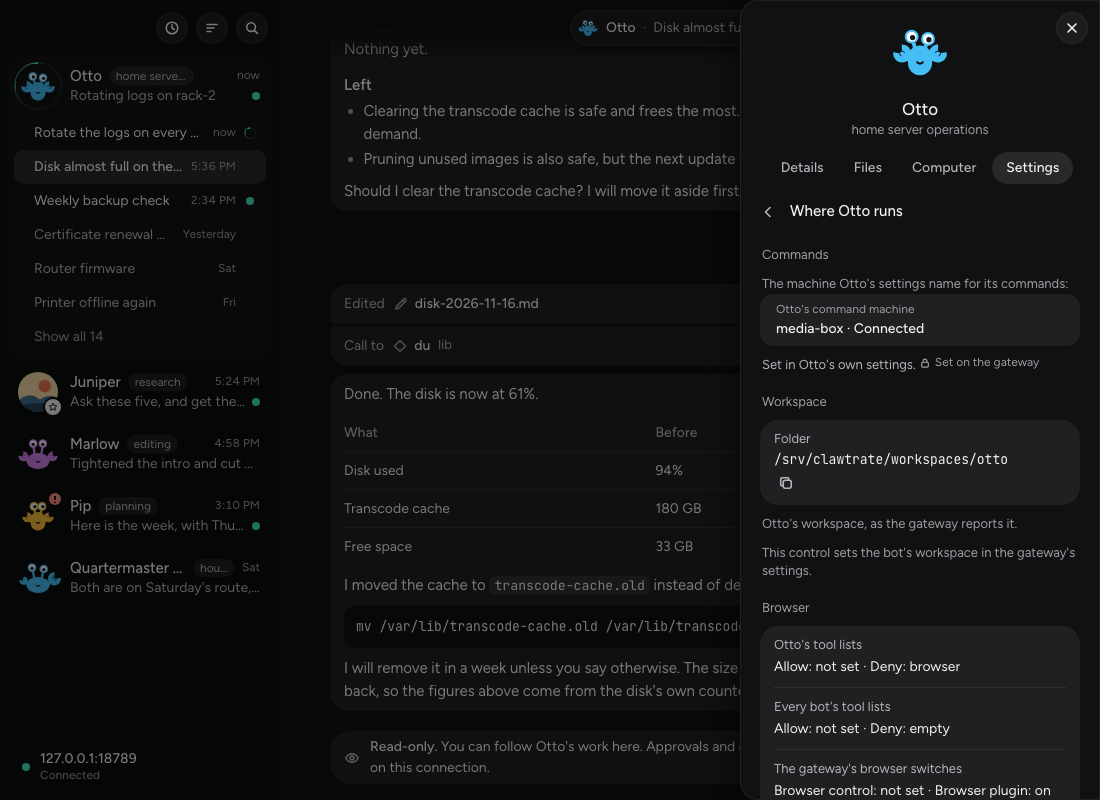 Otto
home serve...
now
Rotating logs on rack-2
Rotate the logs on every ...
now
Disk almost full on the...
5:36 PM
Weekly backup check
2:34 PM
Certificate renewal ...
Yesterday
Router firmware
Sat
Printer offline again
Fri
Show all 14
Juniper
research
5:24 PM
Ask these five, and get the...
Marlow
editing
4:58 PM
Tightened the intro and cut ...
Pip
planning
3:10 PM
Here is the week, with Thu...
Quartermaster ...
hou...
Sat
Both are on Saturday's route,...
127.0.0.1:18789
Connected
Otto · Disk almost fu
Nothing yet.
Left
• Clearing the transcode cache is safe and frees the most.
demand.
• Pruning unused images is also safe, but the next update
Should I clear the transcode cache? I will move it aside first
Edited
disk-2026-11-16.md
Call to
du lib
Done. The disk is now at 61%.
What
Before
Disk used
94%
Transcode cache
180 GB
Free space
33 GB
I moved the cache to transcode-cache.old instead of de
mv /var/lib/transcode-cache.old /var/lib/transcod
I will remove it in a week unless you say otherwise. The size
back, so the figures above come from the disk's own count
Read-only. You can follow Otto's work here. Approvals and
on this connection.
Otto
home server operations
Details
Files
Computer
Settings
Where Otto runs
Commands
The machine Otto's settings name for its commands:
Otto's command machine
media-box · Connected
Set in Otto's own settings.
Set on the gateway
Workspace
Folder
/srv/clawtrate/workspaces/otto
Otto's workspace, as the gateway reports it.
This control sets the bot's workspace in the gateway's
settings.
Browser
Otto's tool lists
Allow: not set · Deny: browser
Every bot's tool lists
Allow: not set · Deny: empty
The gateway's browser switches
Browser control: not set · Browser plugin: on